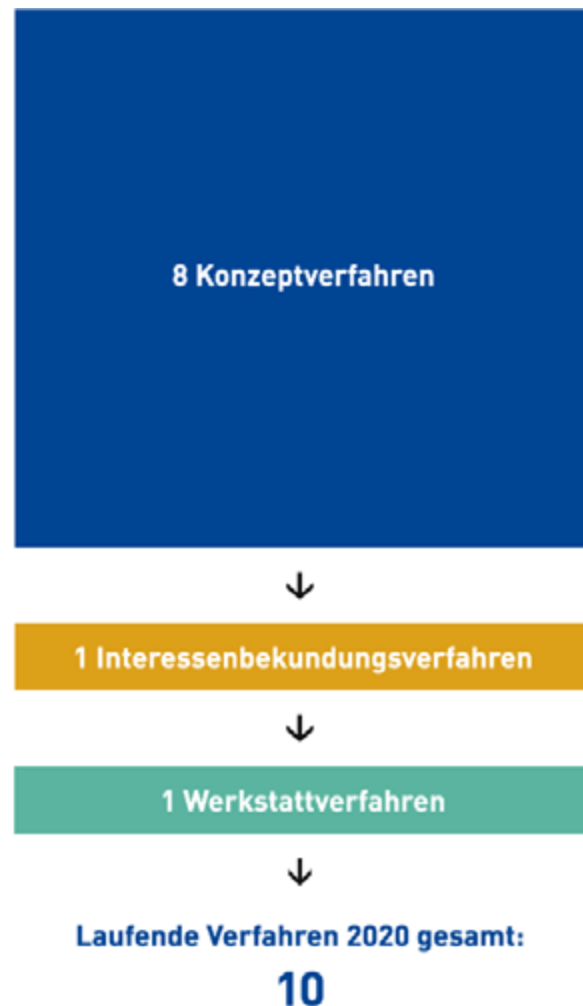 8 Konzeptverfahren
↓
1 Interessenbekundungsverfahren
↓
1 Werkstattverfahren
↓
Laufende Verfahren 2020 gesamt:
10